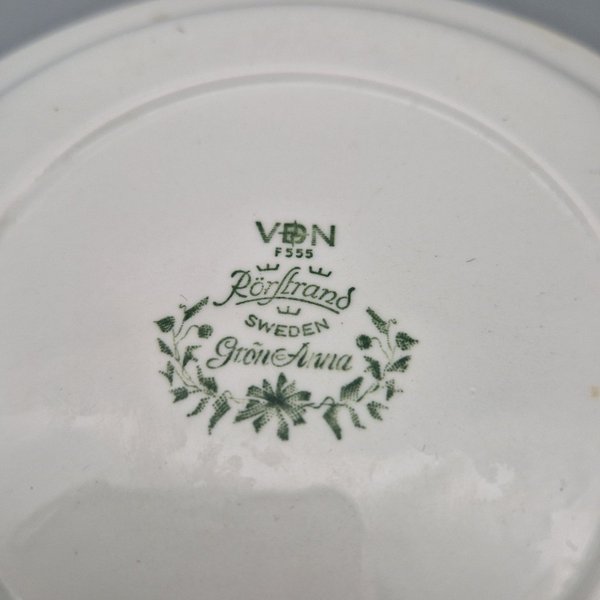 VDN
F555
Rörstrand
SWEDEN
Grön Anna